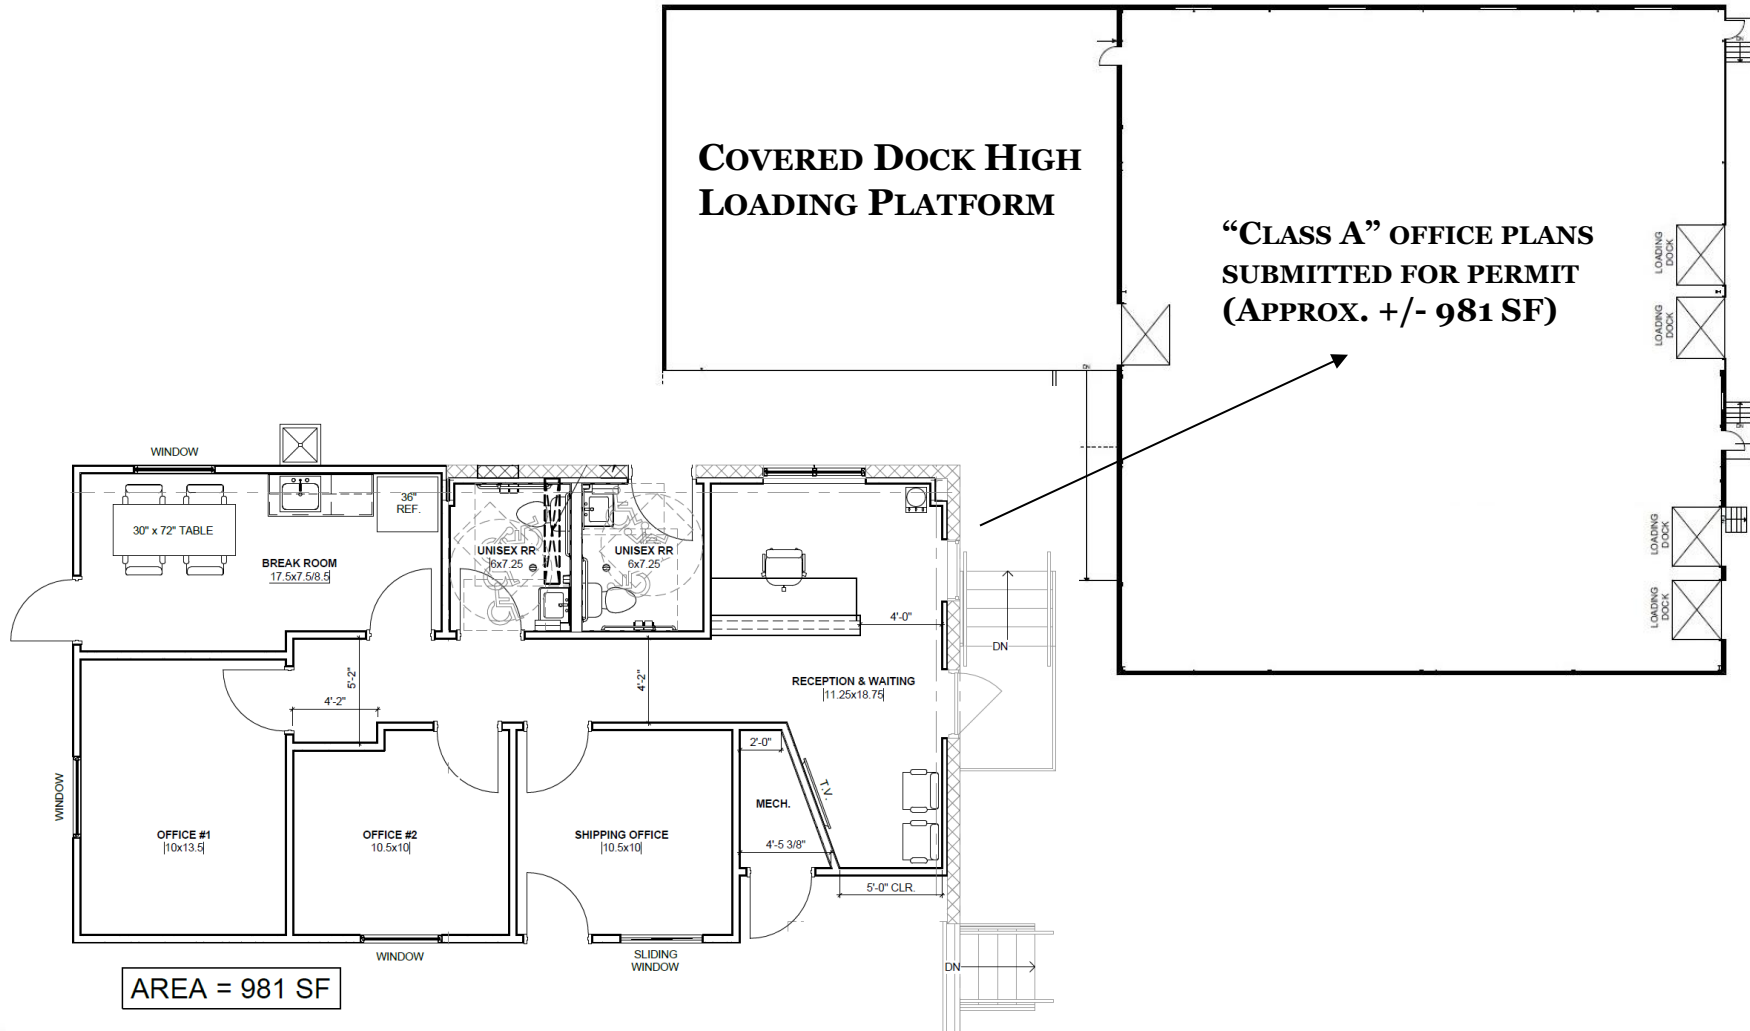 COVERED DOCK HIGH
LOADING PLATFORM
“CLASS A” OFFICE PLANS
SUBMITTED FOR PERMIT
(APPROX. +/- 981 SF)
DN
LOADING
DOCK
LOADING
DOCK
DN
DN
LOADING
DOCK
LOADING
DOCK
WINDOW
36"
REF.
30" x 72" TABLE
BREAK ROOM
17.5x7.5/8.5
UNISEX RR
6x7.25
UNISEX RR
6x7.25
4'-0"
DN
5'-2"
4'-2"
4'-2"
RECEPTION & WAITING
11.25x18.75
2'-0"
T.V.
MECH.
WINDOW
OFFICE #1
10x13.5
OFFICE #2
10.5x10
SHIPPING OFFICE
10.5x10
4'-5 3/8"
5'-0" CLR.
WINDOW
SLIDING
WINDOW
DN
AREA = 981 SF